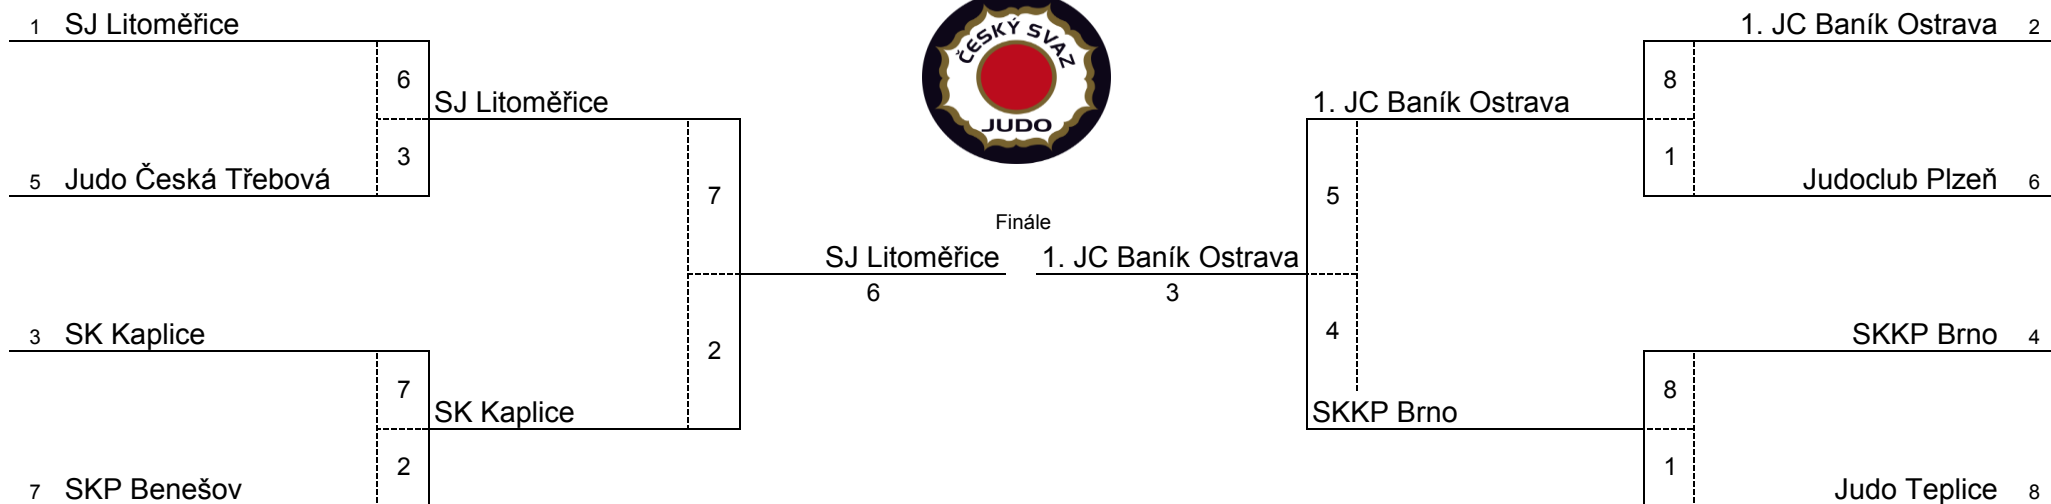 1 SJ Litoměřice
6
SJ Litoměřice
3
5 Judo Česká Třebová
7
SJ Litoměřice
6
3 SK Kaplice
2
7
SK Kaplice
2
7 SKP Benešov
ČESKÝ SVAZ
JUDO
Finále
1. JC Baník Ostrava 2
8
1. JC Baník Ostrava
1
Judoclub Plzeň 6
5
1. JC Baník Ostrava
3
4
SKKP Brno 4
8
SKKP Brno
1
Judo Teplice 8